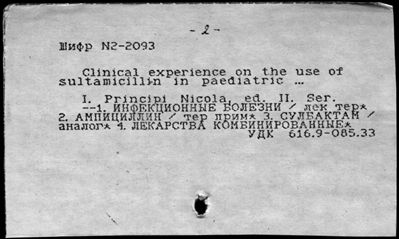 - 2 -
Шифр N2-2093
Clinical experience on the use of
sultamicillin in paediatric ...
I. Principi Nicola, ed. II. Ser.
--1. ИНФЕКЦИОННЫЕ БОЛЕЗНИ / лек тер*
2. АМПИЦИЛЛИН / тер прим* 3. СУЛБАКТАМ /
аналог* 4. ЛЕКАРСТВА КОМБИНИРОВАННЫЕ*
УДК 616.9-085.33